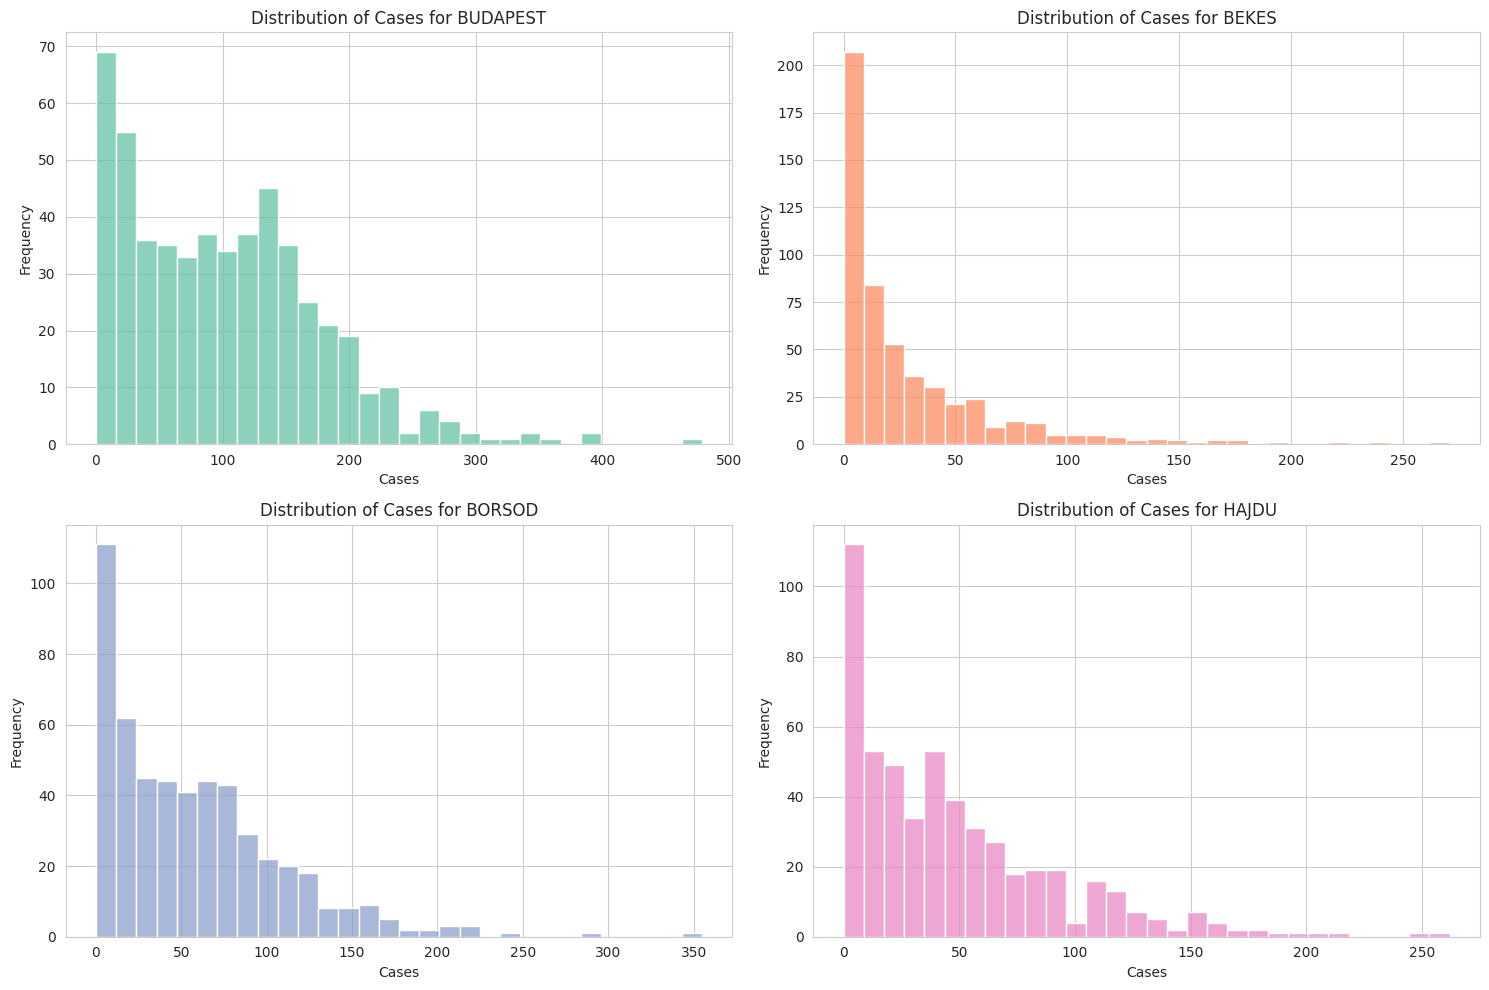 Distribution of Cases for BUDAPEST
Frequency
70
60
50
40
30
20
10
0
0 100 200 300 400 500
Cases
Distribution of Cases for BEKES
Frequency
200
175
150
125
100
75
50
25
0
0 50 100 150 200 250
Cases
Distribution of Cases for BORSOD
Frequency
100
80
60
40
20
0
0 50 100 150 200 250 300 350
Cases
Distribution of Cases for HAJDU
Frequency
100
80
60
40
20
0
0 50 100 150 200 250
Cases